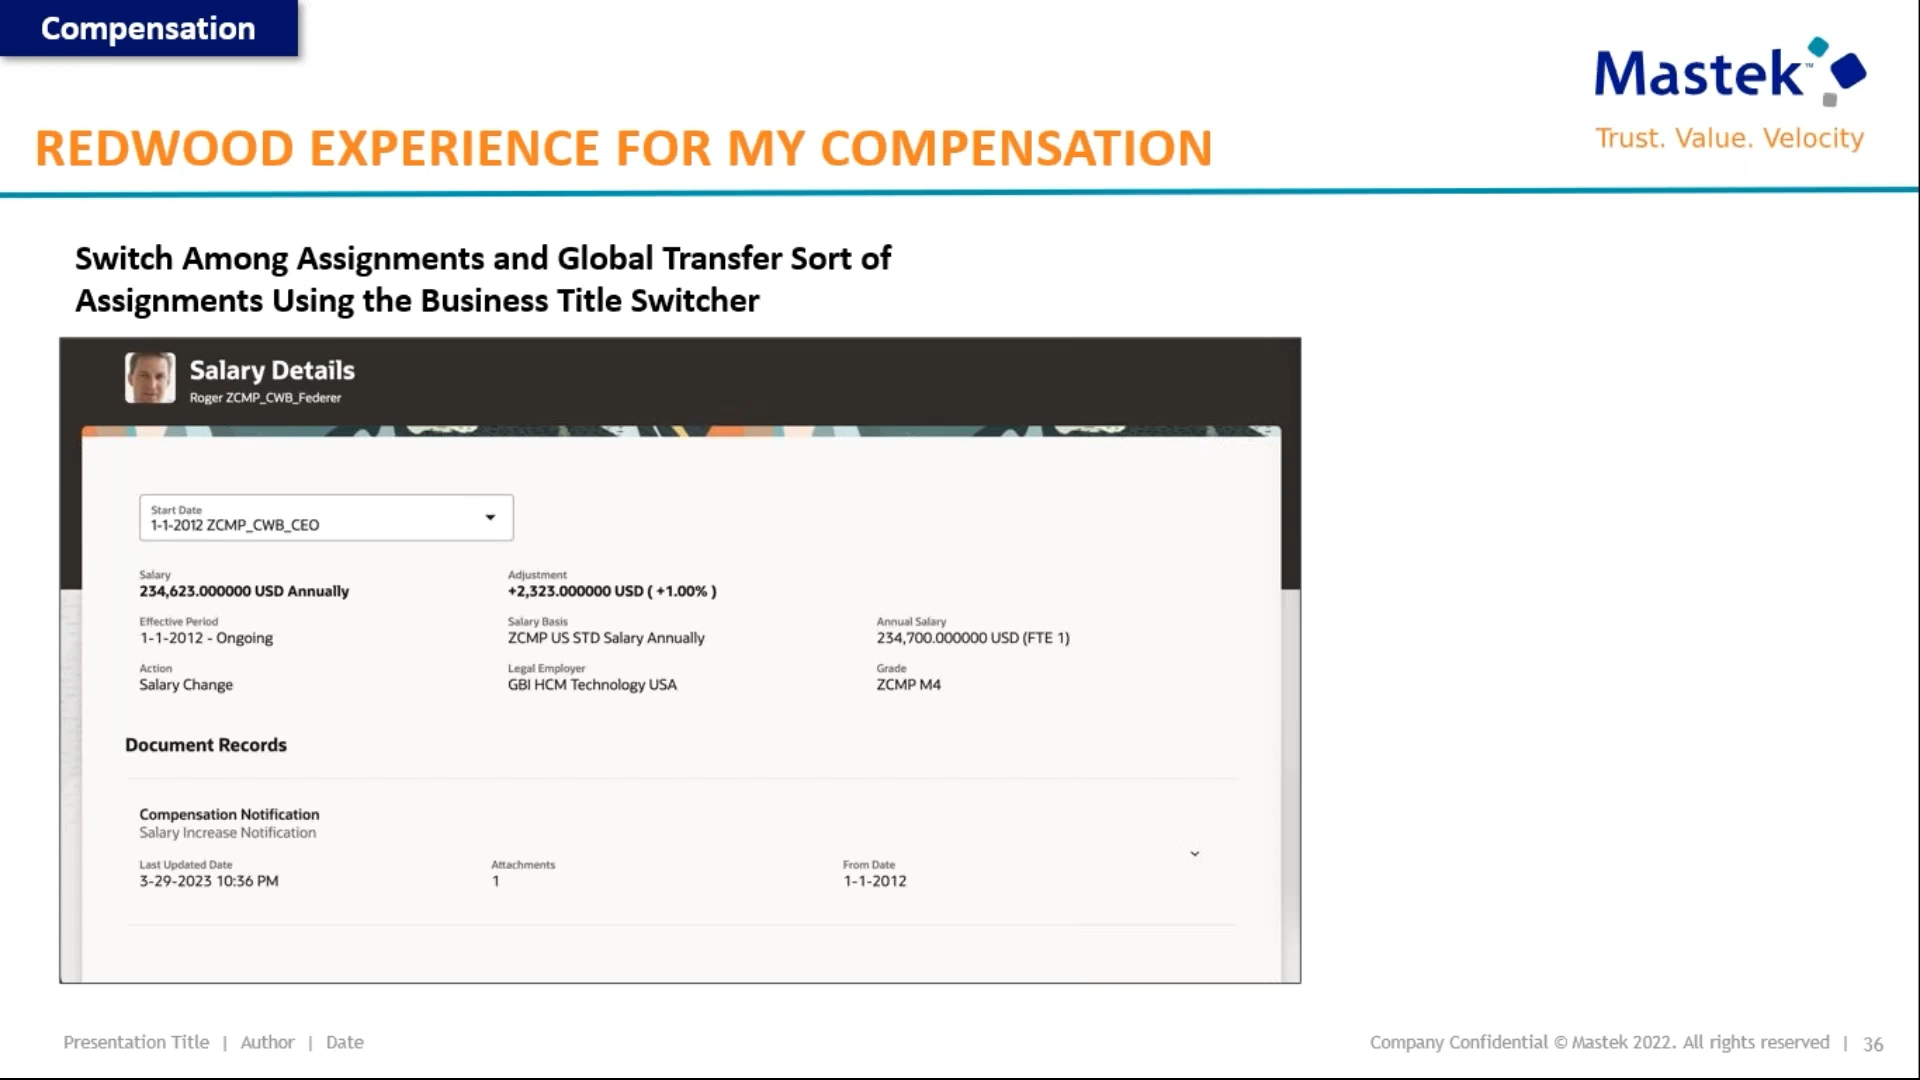 Compensation
Mastek™
Trust. Value. Velocity
REDWOOD EXPERIENCE FOR MY COMPENSATION
Switch Among Assignments and Global Transfer Sort of
Assignments Using the Business Title Switcher
Salary Details
Roger ZCMP_CWB_Federer
Start Date
1-1-2012 ZCMP_CWB_CEO
Salary Adjustment
234,623.000000 USD Annually +2,323.000000 USD ( +1.00% )
Effective Period Salary Basis Annual Salary
1-1-2012 - Ongoing ZCMP US STD Salary Annually 234,700.000000 USD (FTE 1)
Action Legal Employer Grade
Salary Change GBI HCM Technology USA ZCMP M4
Document Records
Compensation Notification
Salary Increase Notification
Last Updated Date Attachments From Date
3-29-2023 10:36 PM 1 1-1-2012
Presentation Title | Author | Date Company Confidential © Mastek 2022. All rights reserved | 36